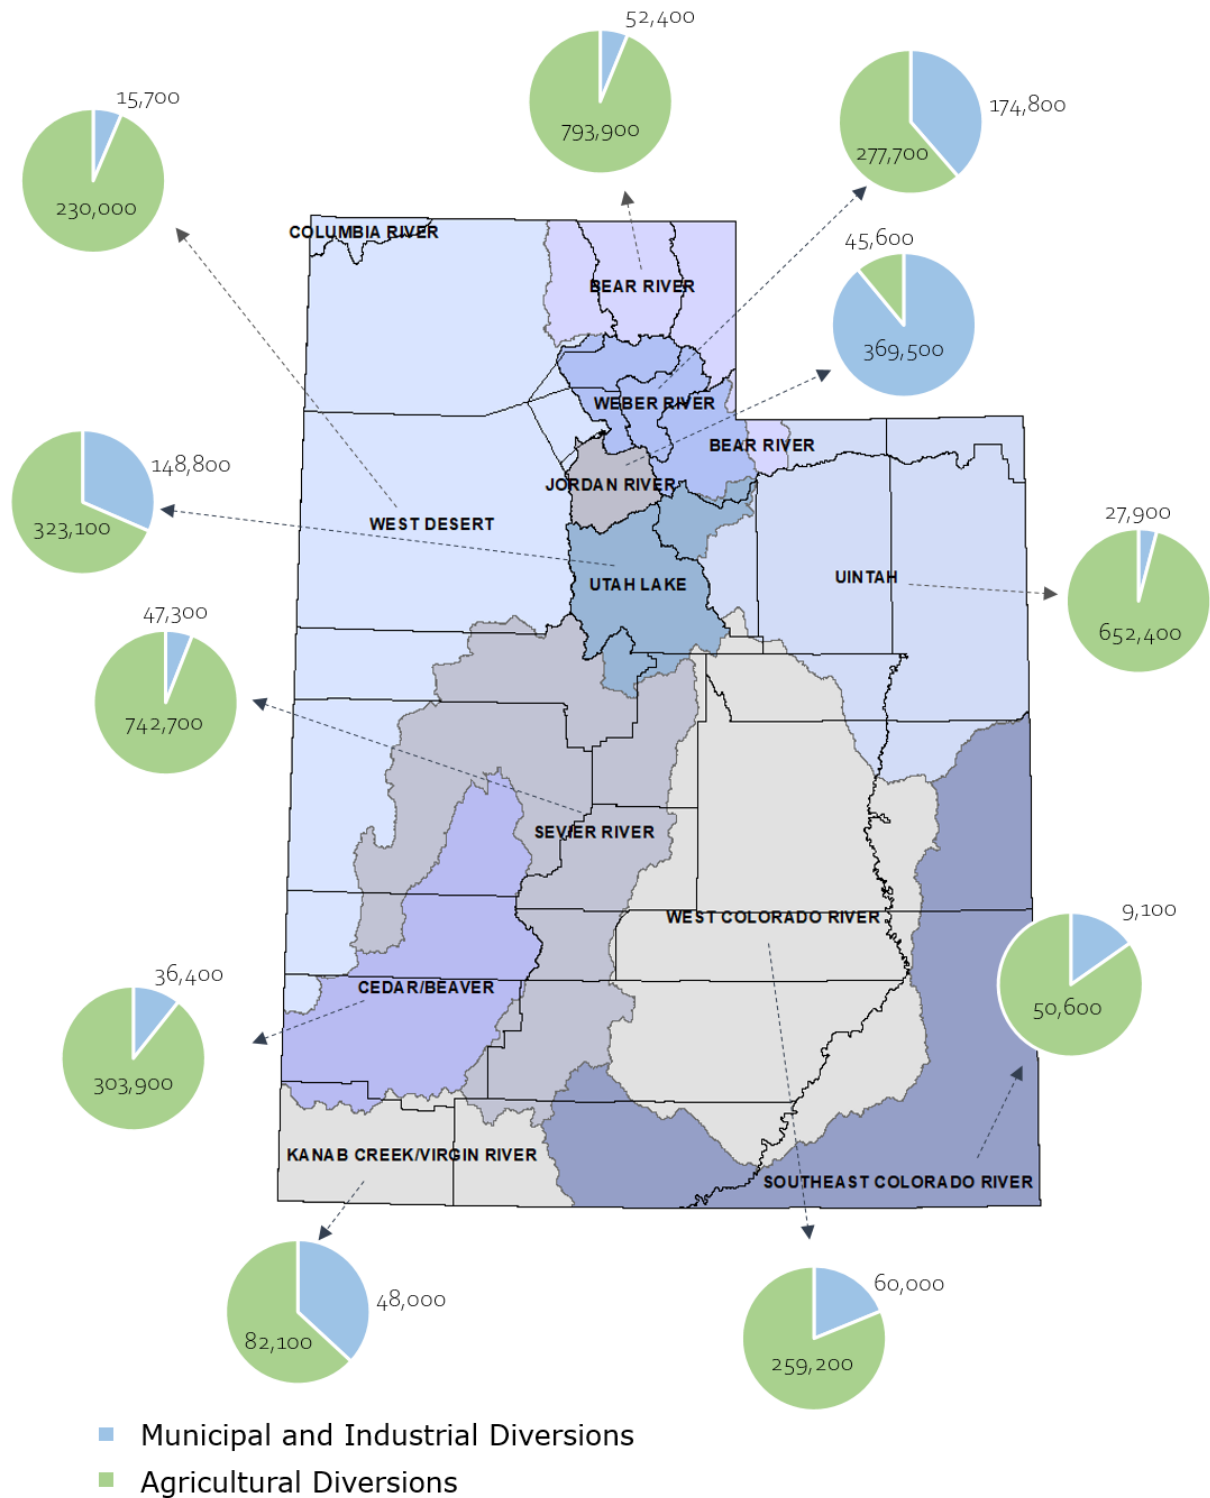 52,400
793,900
174,800
277,700
15,700
230,000
COLUMBIA RIVER
45,600
369,500
BEAR RIVER
WEBER RIVER
BEAR RIVER
148,800
323,100
JORDAN RIVER
WEST DESERT
27,900
652,400
UINTAH
UTAH LAKE
47,300
742,700
SEVIER RIVER
WEST COLORADO RIVER
9,100
50,600
36,400
303,900
CEDAR/BEAVER
KANAB CREEK/VIRGIN RIVER
SOUTHEAST COLORADO RIVER
48,000
82,100
60,000
259,200
Municipal and Industrial Diversions
Agricultural Diversions